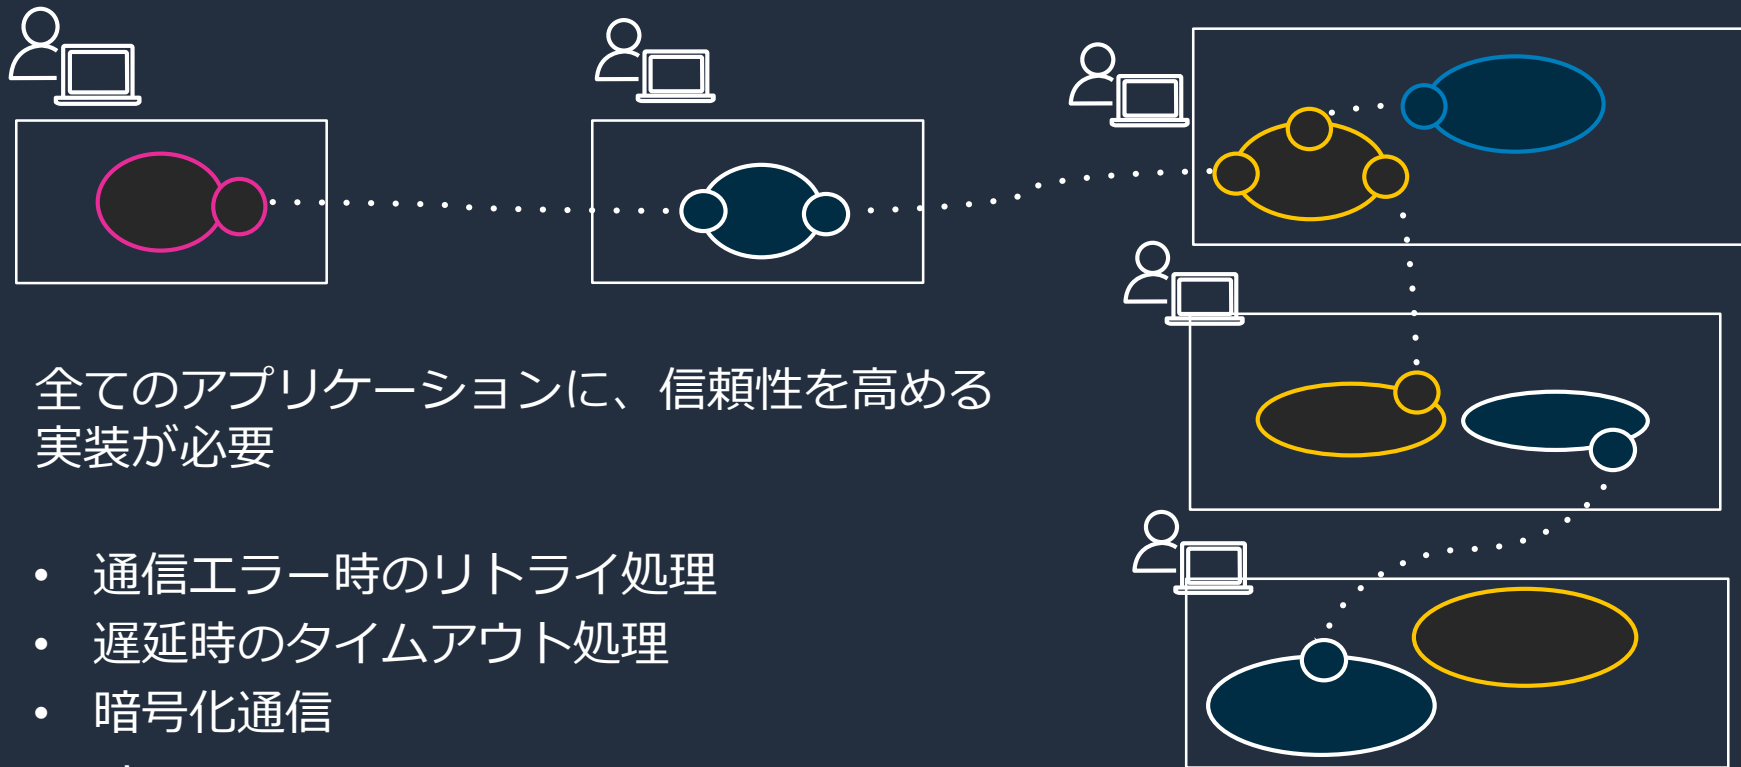 全てのアプリケーションに、信頼性を高める
実装が必要
• 通信エラー時のリトライ処理
• 遅延時のタイムアウト処理
• 暗号化通信